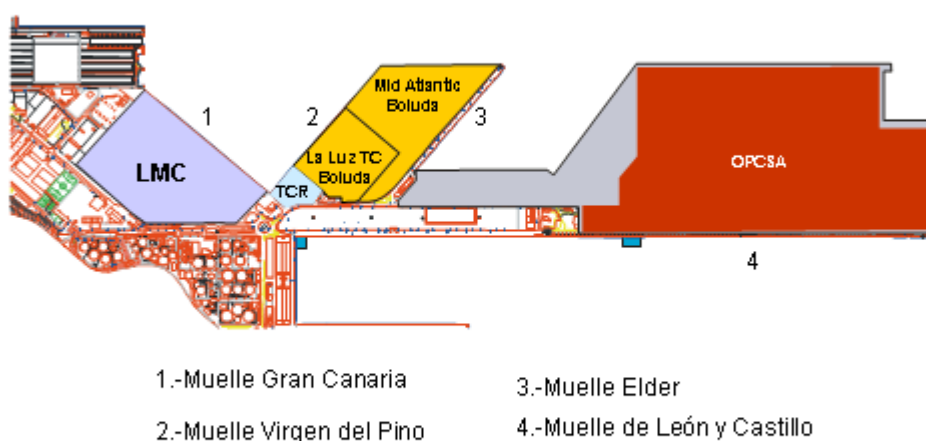 Mid Atlantic
Boluda
1
2
3
La Luz TC
Boluda
LMC
TCR
OPCSA
4
1.-Muelle Gran Canaria
3.-Muelle Elder
2.-Muelle Virgen del Pino
4.-Muelle de León y Castillo